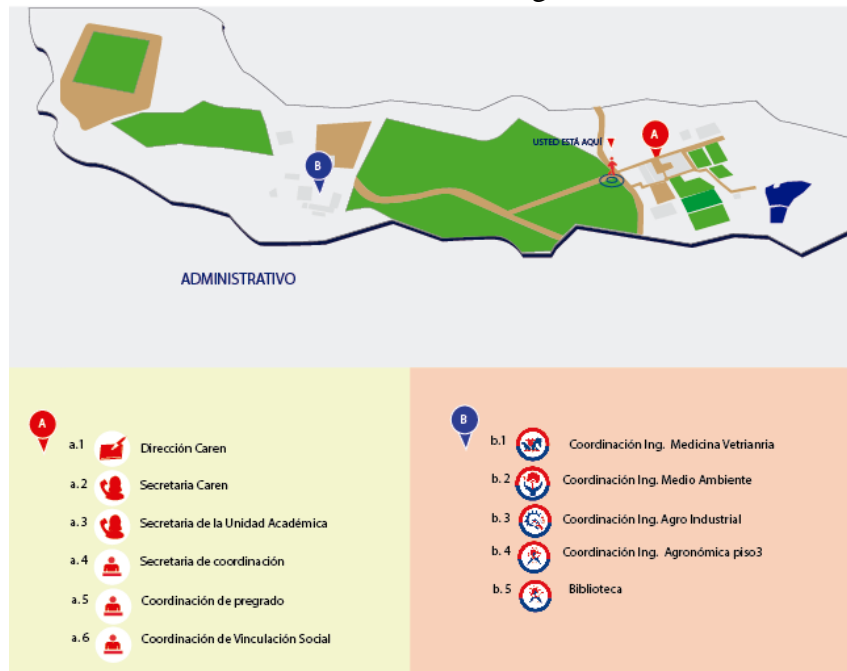 USTED ESTÁ AQUÍ
A
B
ADMINISTRATIVO
A
a.1 Dirección Caren
a.2 Secretaria Caren
a.3 Secretaria de la Unidad Académica
a.4 Secretaria de coordinación
a.5 Coordinación de pregrado
a.6 Coordinación de Vinculación Social
B
b.1 Coordinación Ing. Medicina Vetrianria
b.2 Coordinación Ing. Medio Ambiente
b.3 Coordinación Ing. Agro Industrial
b.4 Coordinación Ing. Agronómica piso3
b.5 Biblioteca